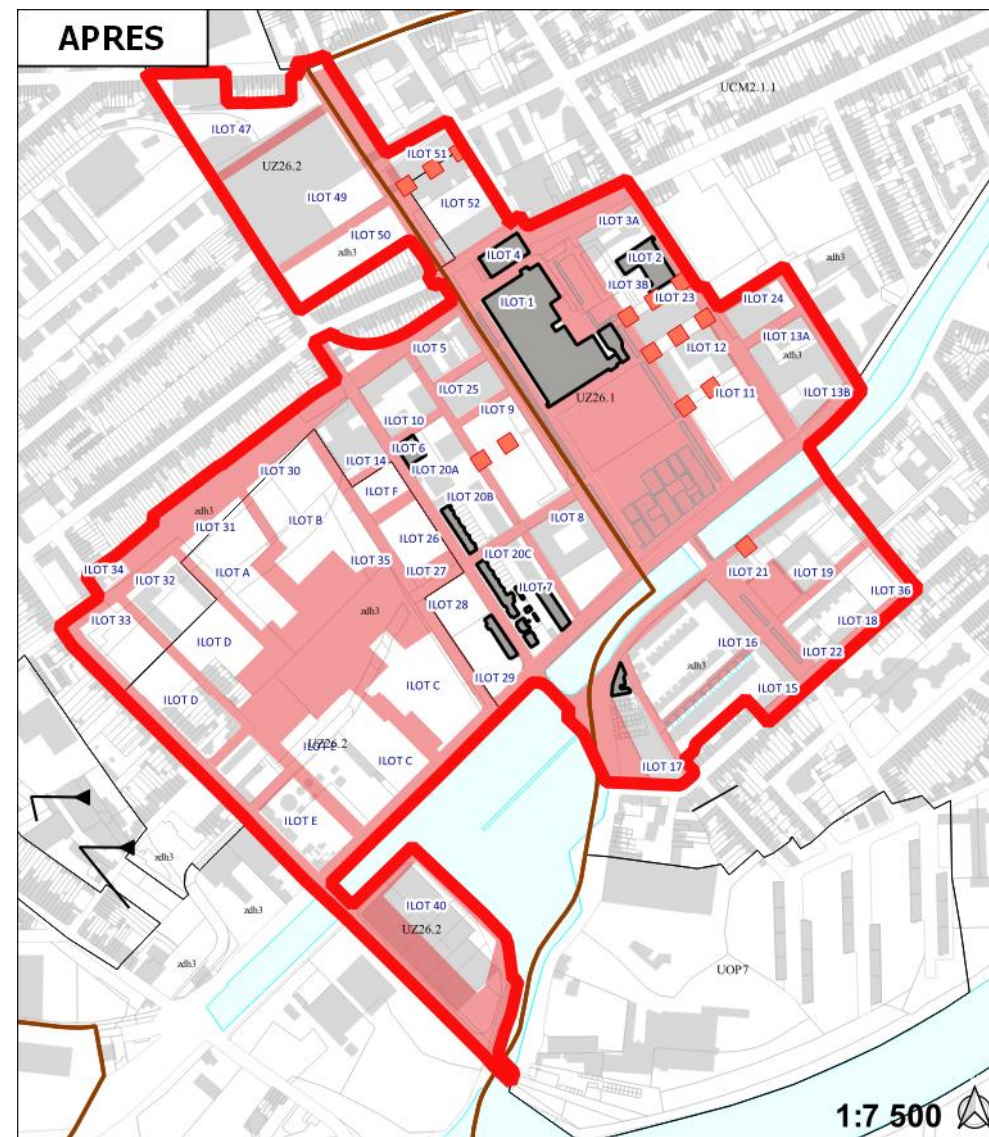 APRES
UCM2.1.1
ILOT 47
ILOT 51
UZ26.2
ILOT 49
ILOT 52
ILOT 3A
ILOT 50
zdh3
ILOT 4
ILOT 2
zdh3
ILOT 3B
ILOT 23
ILOT 24
ILOT 1
ILOT 13A
ILOT 5
ILOT 12
zdh3
ILOT 25
ILOT 11
ILOT 13B
UZ26.1
ILOT 9
ILOT 10
ILOT 6
ILOT 14
ILOT 20A
ILOT 30
ILOT F
ILOT 20B
zdh3
ILOT B
ILOT 8
ILOT 31
ILOT 26
ILOT 35
ILOT 20C
ILOT 34
ILOT A
ILOT 27
ILOT 21
ILOT 19
ILOT 32
ILOT 7
ILOT 36
ILOT 28
zdh3
ILOT 33
ILOT 18
ILOT D
ILOT 16
ILOT 22
zdh3
ILOT 29
ILOT C
ILOT 15
ILOT D
UZ26.2
ILOT E
ILOT C
ILOT 17
ILOT E
zdh3
ILOT 40
zdh3
UZ26.2
zdh3
UOP7
1:7 500